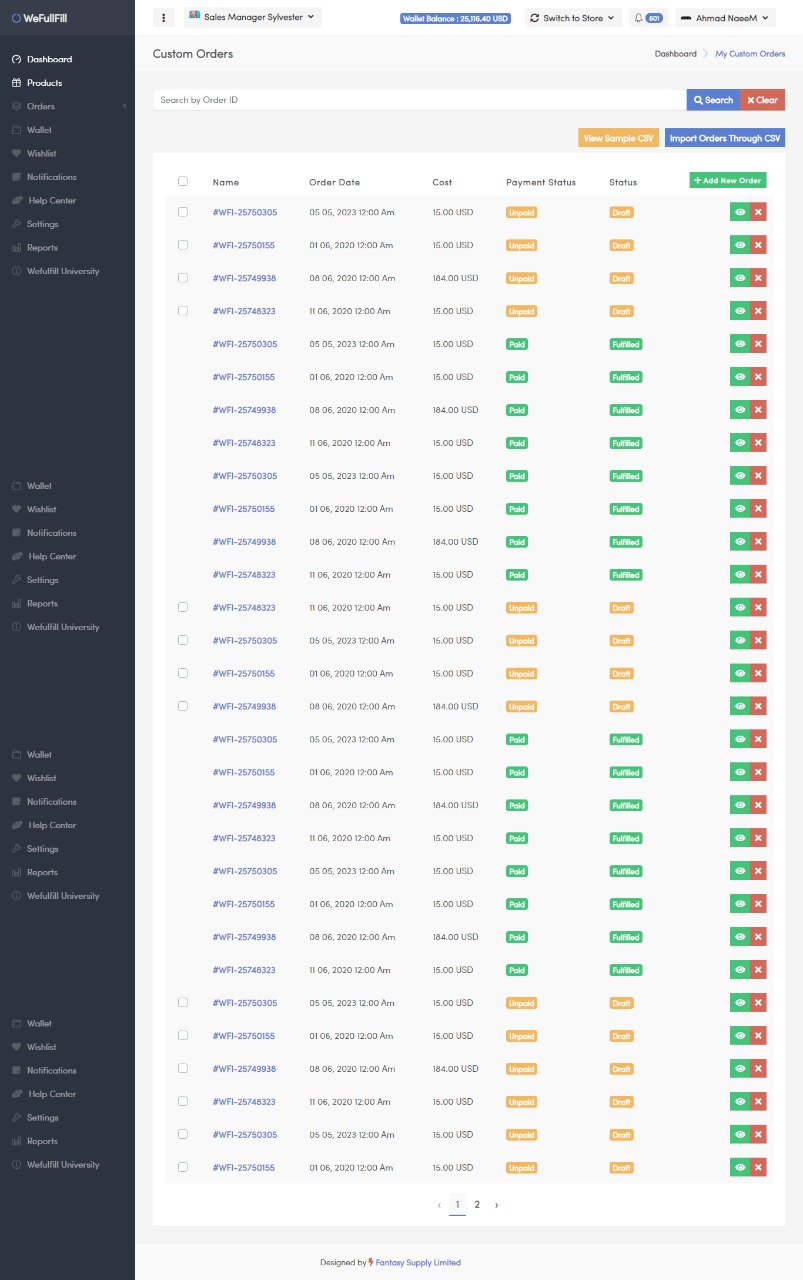 WeFullFill
Sales Manager Sylvester
Wallet Balance : 25,116.40 USD
Switch to Store
601
Ahmad NaeeM
Custom Orders
Dashboard
My Custom Orders
Dashboard
Products
Orders
Wallet
Wishlist
Notifications
Help Center
Settings
Reports
Wefulfill University
Wallet
Wishlist
Notifications
Help Center
Settings
Reports
Wefulfill University
Wallet
Wishlist
Notifications
Help Center
Settings
Reports
Wefulfill University
Wallet
Wishlist
Notifications
Help Center
Settings
Reports
Wefulfill University
Search by Order ID
Search
Clear
View Sample CSV
Import Orders Through CSV
Name Order Date Cost Payment Status Status + Add New Order
#WFI-25750305 05 05, 2023 12:00 Am 15.00 USD Unpaid Draft
#WFI-25750155 01 06, 2020 12:00 Am 15.00 USD Unpaid Draft
#WFI-25749938 08 06, 2020 12:00 Am 184.00 USD Unpaid Draft
#WFI-25748323 11 06, 2020 12:00 Am 15.00 USD Unpaid Draft
#WFI-25750305 05 05, 2023 12:00 Am 15.00 USD Paid Fulfilled
#WFI-25750155 01 06, 2020 12:00 Am 15.00 USD Paid Fulfilled
#WFI-25749938 08 06, 2020 12:00 Am 184.00 USD Paid Fulfilled
#WFI-25748323 11 06, 2020 12:00 Am 15.00 USD Paid Fulfilled
#WFI-25750305 05 05, 2023 12:00 Am 15.00 USD Paid Fulfilled
#WFI-25750155 01 06, 2020 12:00 Am 15.00 USD Paid Fulfilled
#WFI-25749938 08 06, 2020 12:00 Am 184.00 USD Paid Fulfilled
#WFI-25748323 11 06, 2020 12:00 Am 15.00 USD Paid Fulfilled
#WFI-25748323 11 06, 2020 12:00 Am 15.00 USD Unpaid Draft
#WFI-25750305 05 05, 2023 12:00 Am 15.00 USD Unpaid Draft
#WFI-25750155 01 06, 2020 12:00 Am 15.00 USD Unpaid Draft
#WFI-25749938 08 06, 2020 12:00 Am 184.00 USD Unpaid Draft
#WFI-25750305 05 05, 2023 12:00 Am 15.00 USD Paid Fulfilled
#WFI-25750155 01 06, 2020 12:00 Am 15.00 USD Paid Fulfilled
#WFI-25749938 08 06, 2020 12:00 Am 184.00 USD Paid Fulfilled
#WFI-25748323 11 06, 2020 12:00 Am 15.00 USD Paid Fulfilled
#WFI-25750305 05 05, 2023 12:00 Am 15.00 USD Paid Fulfilled
#WFI-25750155 01 06, 2020 12:00 Am 15.00 USD Paid Fulfilled
#WFI-25749938 08 06, 2020 12:00 Am 184.00 USD Paid Fulfilled
#WFI-25748323 11 06, 2020 12:00 Am 15.00 USD Paid Fulfilled
#WFI-25750305 05 05, 2023 12:00 Am 15.00 USD Unpaid Draft
#WFI-25750155 01 06, 2020 12:00 Am 15.00 USD Unpaid Draft
#WFI-25749938 08 06, 2020 12:00 Am 184.00 USD Unpaid Draft
#WFI-25748323 11 06, 2020 12:00 Am 15.00 USD Unpaid Draft
#WFI-25750305 05 05, 2023 12:00 Am 15.00 USD Unpaid Draft
#WFI-25750155 01 06, 2020 12:00 Am 15.00 USD Unpaid Draft
‹ 1 2 ›
Designed by Fantasy Supply Limited